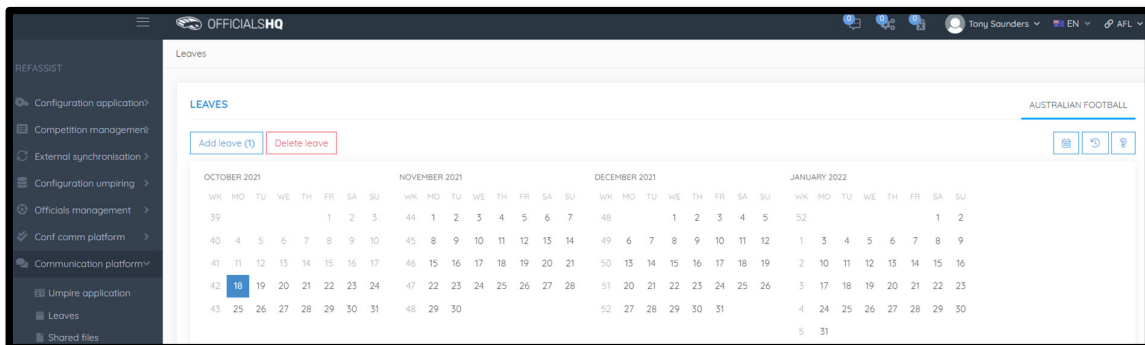 OFFICIALSHQ
0 0 0 Tony Saunders EN AFL
Leaves
REFASSIST
Configuration application
Competition management
External synchronisation
Configuration umpiring
Officials management
Conf comm platform
Communication platform
Umpire application
Leaves
Shared files
LEAVES AUSTRALIAN FOOTBALL
Add leave (1) Delete leave
OCTOBER 2021
WK MO TU WE TH FR SA SU
39 1 2 3
40 4 5 6 7 8 9 10
41 11 12 13 14 15 16 17
42 18 19 20 21 22 23 24
43 25 26 27 28 29 30 31
NOVEMBER 2021
WK MO TU WE TH FR SA SU
44 1 2 3 4 5 6 7
45 8 9 10 11 12 13 14
46 15 16 17 18 19 20 21
47 22 23 24 25 26 27 28
48 29 30
DECEMBER 2021
WK MO TU WE TH FR SA SU
48 1 2 3 4 5
49 6 7 8 9 10 11 12
50 13 14 15 16 17 18 19
51 20 21 22 23 24 25 26
52 27 28 29 30 31
JANUARY 2022
WK MO TU WE TH FR SA SU
52 1 2
1 3 4 5 6 7 8 9
2 10 11 12 13 14 15 16
3 17 18 19 20 21 22 23
4 24 25 26 27 28 29 30
5 31